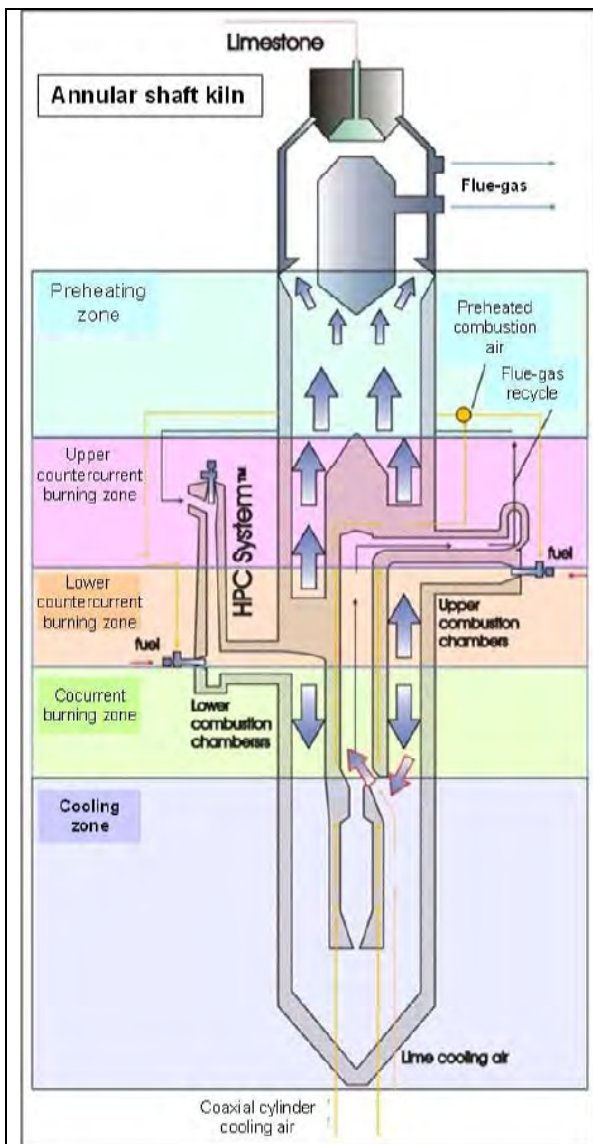 Limestone
Annular shaft kiln
Flue-gas
Preheating
zone
Preheated
combustion
air
Flue-gas
recycle
Upper
countercurrent
burning zone
HPC System™
fuel
Lower
countercurrent
burning zone
Upper
combustion
chambers
fuel
Cocurrent
burning zone
Lower
combustion
chambersrs
Cooling
zone
Lime cooling air
Coaxial cylinder
cooling air